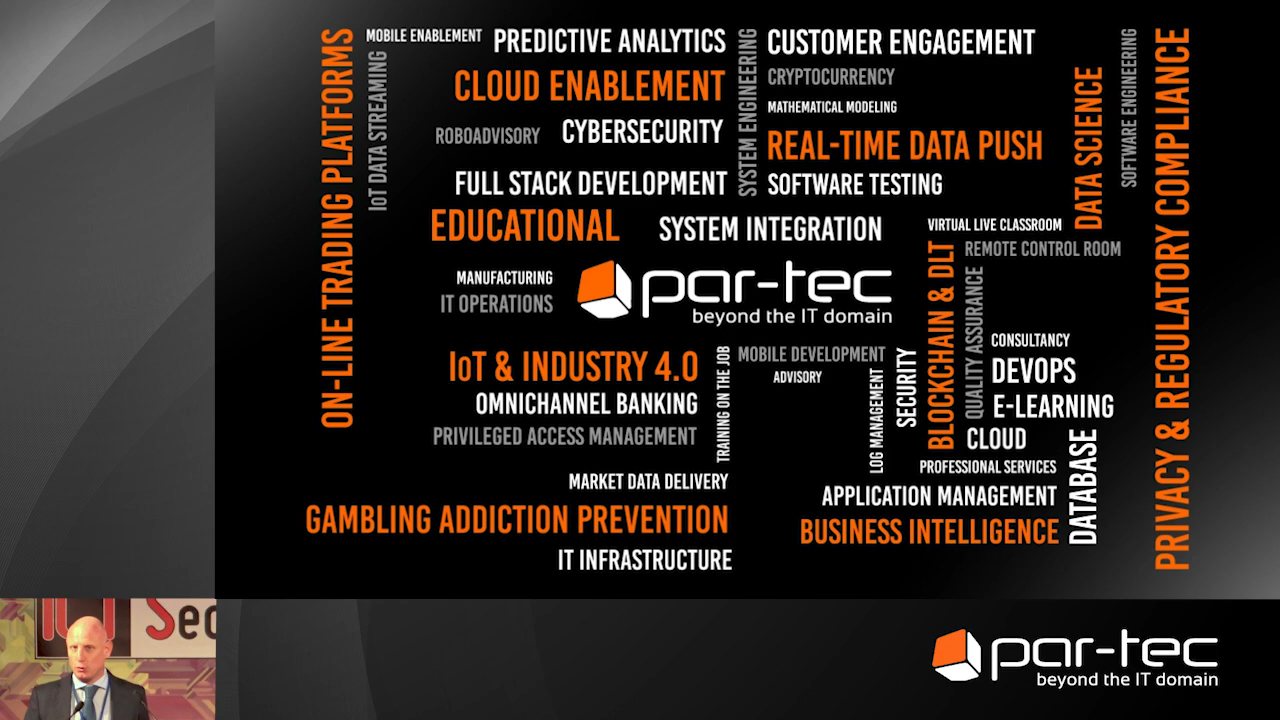 ON-LINE TRADING PLATFORMS
MOBILE ENABLEMENT
IoT DATA STREAMING
PREDICTIVE ANALYTICS
CLOUD ENABLEMENT
ROBOADVISORY
CYBERSECURITY
FULL STACK DEVELOPMENT
SYSTEM ENGINEERING
CUSTOMER ENGAGEMENT
CRYPTOCURRENCY
MATHEMATICAL MODELING
REAL-TIME DATA PUSH
SOFTWARE TESTING
DATA SCIENCE
SOFTWARE ENGINEERING
PRIVACY & REGULATORY COMPLIANCE
EDUCATIONAL
SYSTEM INTEGRATION
VIRTUAL LIVE CLASSROOM
REMOTE CONTROL ROOM
MANUFACTURING
IT OPERATIONS
par-tec
beyond the IT domain
BLOCKCHAIN & DLT
QUALITY ASSURANCE
CONSULTANCY
DEVOPS
E-LEARNING
CLOUD
IoT & INDUSTRY 4.0
OMNICHANNEL BANKING
PRIVILEGED ACCESS MANAGEMENT
TRAINING ON THE JOB
MOBILE DEVELOPMENT
ADVISORY
LOG MANAGEMENT
SECURITY
PROFESSIONAL SERVICES
DATABASE
MARKET DATA DELIVERY
APPLICATION MANAGEMENT
GAMBLING ADDICTION PREVENTION
BUSINESS INTELLIGENCE
IT INFRASTRUCTURE
Sec
par-tec
beyond the IT domain